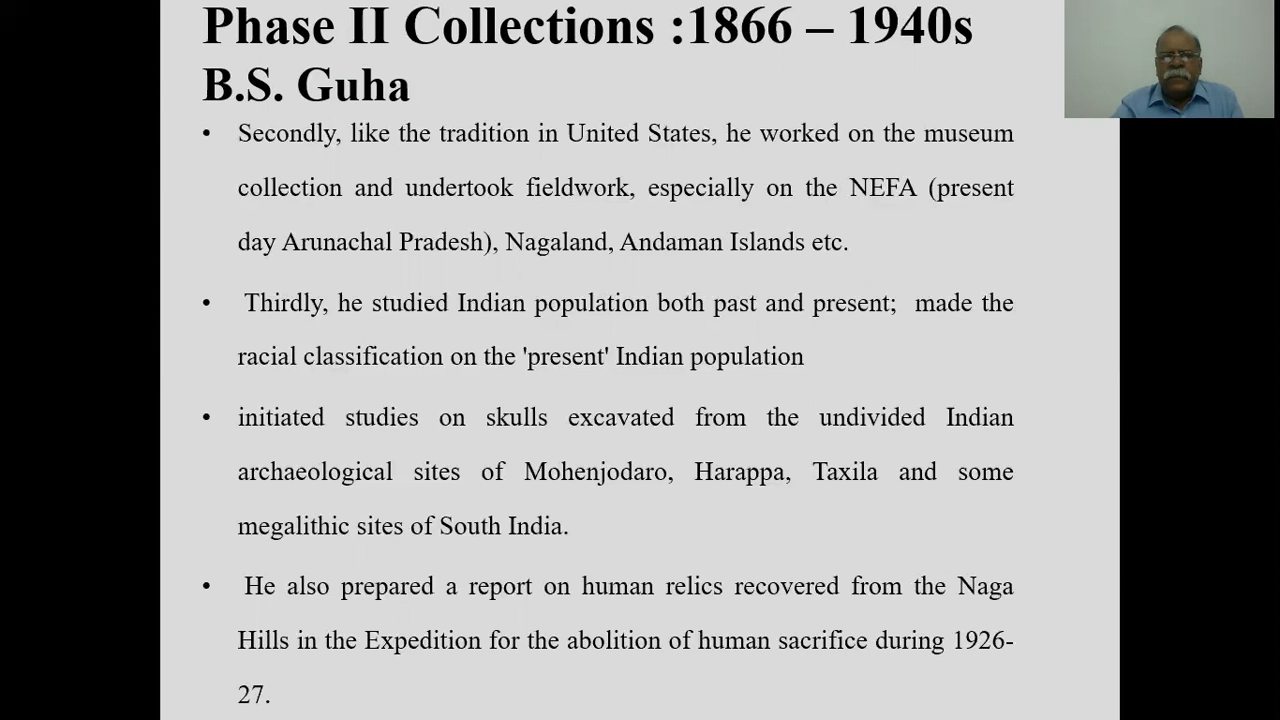 Phase II Collections :1866 – 1940s
B.S. Guha
• Secondly, like the tradition in United States, he worked on the museum
collection and undertook fieldwork, especially on the NEFA (present
day Arunachal Pradesh), Nagaland, Andaman Islands etc.
• Thirdly, he studied Indian population both past and present; made the
racial classification on the 'present' Indian population
• initiated studies on skulls excavated from the undivided Indian
archaeological sites of Mohenjodaro, Harappa, Taxila and some
megalithic sites of South India.
• He also prepared a report on human relics recovered from the Naga
Hills in the Expedition for the abolition of human sacrifice during 1926-
27.